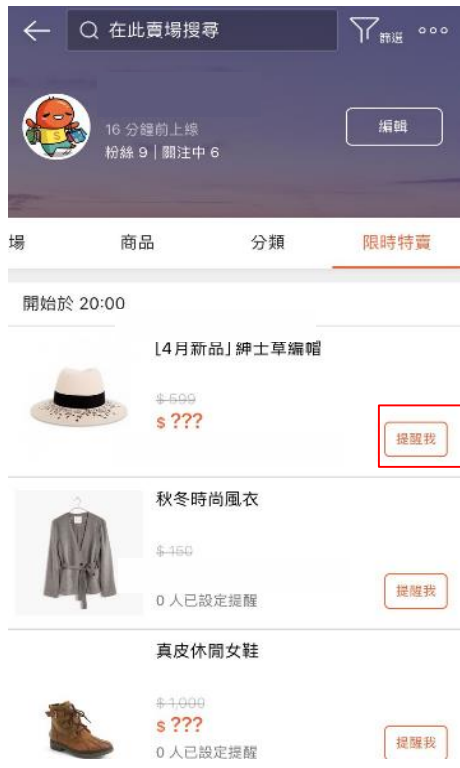 在此賣場搜尋
篩選
S
16 分鐘前上線
粉絲 9 | 關注中 6
編輯
場 商品 分類 限時特賣
開始於 20:00
[4月新品] 紳士草編帽
$ 599
$ ???
提醒我
秋冬時尚風衣
$ 150
0 人已設定提醒
提醒我
真皮休閒女鞋
$ 1,000
$ ???
0 人已設定提醒
提醒我